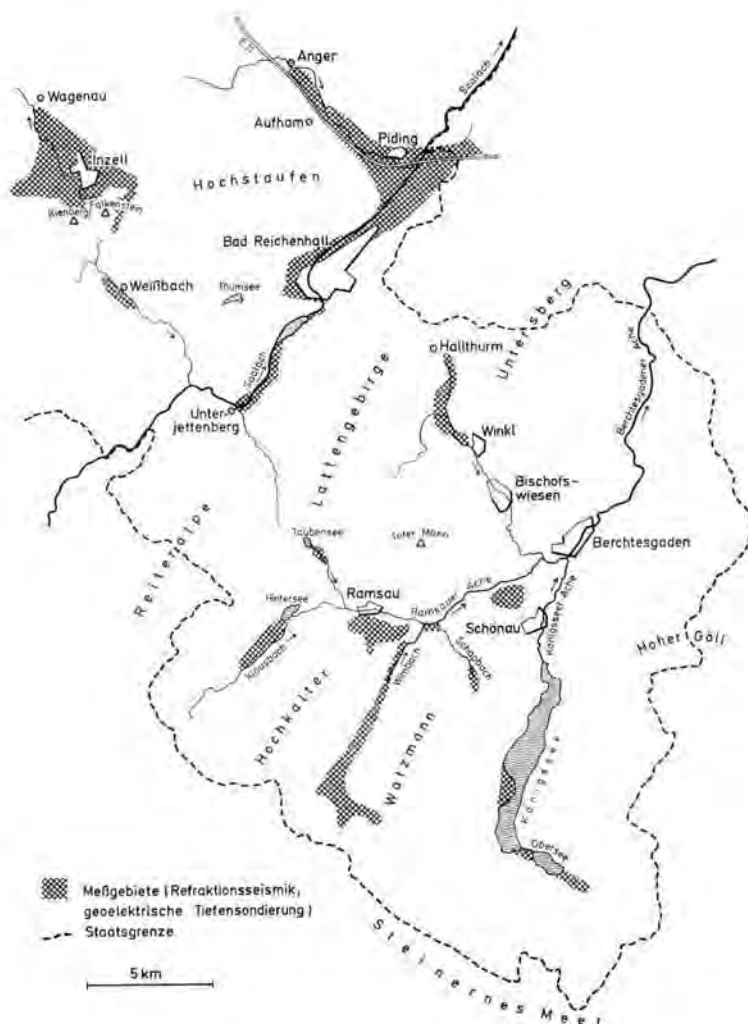 E 11
Saalach →
Anger
Wagenau
Aufham
Piding
Inzell
Hochstaufen
Kienberg
Falkenstein
Bad Reichenhall
Weißbach
Thumsee
Untersberg
Hallthurm
Berchtesgadener Ache
Saalach
Unter-
jettenberg
Lattengebirge
Winkl
Bischofs-
wiesen
Reiteralpe
Taubensee
Toter Mann
Berchtesgaden
Hintersee
Ramsau
Ramsauer Ache
Schönau
Königsseer Ache
Hoher Göll
Klausbach
Wimbach
Schapbach
Hochkalter
Watzmann
Königssee
Obersee
Meßgebiete (Refraktionsseismik,
geoelektrische Tiefensondierung)
Staatsgrenze
Steinernes Meer
5 km